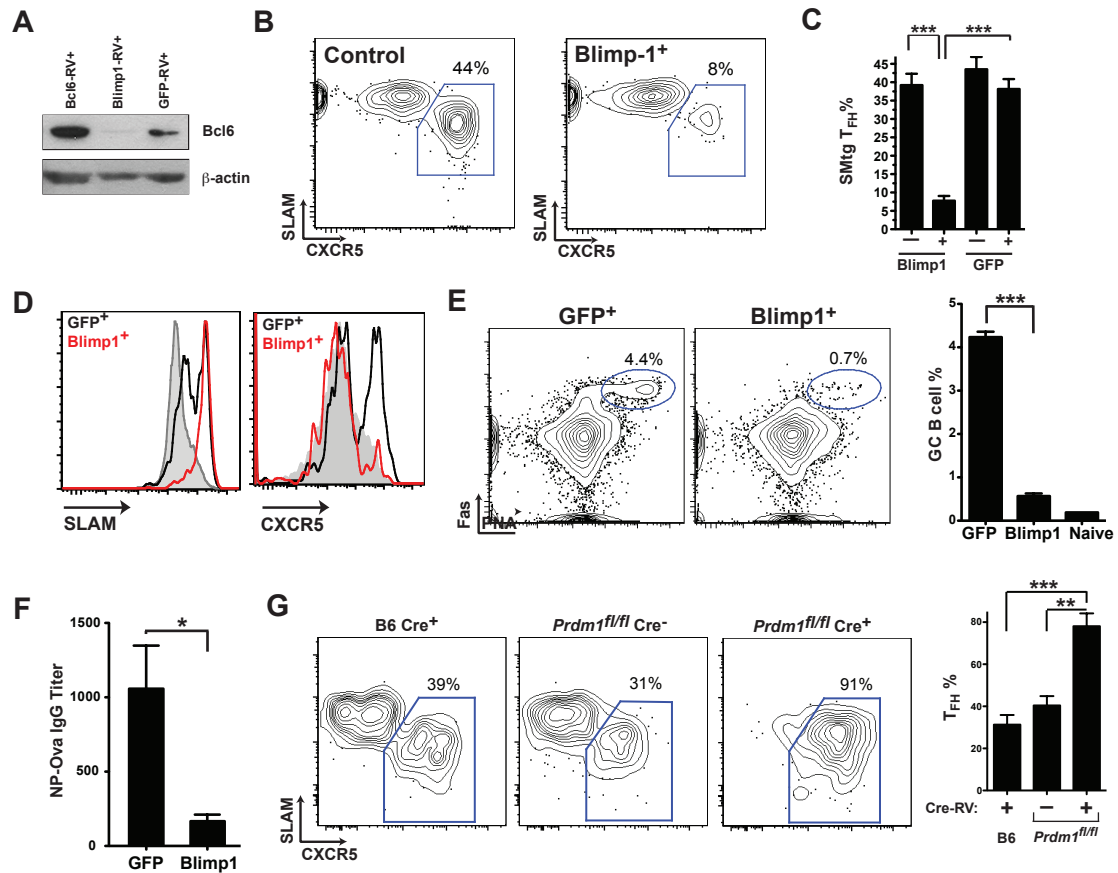 A
Bcl6-RV+
Blimp1-RV+
GFP-RV+
Bcl6
β-actin
B
Control
44%
Blimp-1+
8%
SLAM
CXCR5
SLAM
CXCR5
C
*** ***
SMtg TFH%
45
40
35
30
25
20
15
10
5
0
— + — +
Blimp1 GFP
D
GFP+
Blimp1+
SLAM
GFP+
Blimp1+
CXCR5
E
GFP+
4.4%
Blimp1+
0.7%
Fas
PNA
***
GC B cell %
5
4
3
2
1
0
GFP Blimp1 Naive
F
*
NP-Ova IgG Titer
1500
1000
500
0
GFP Blimp1
G
B6 Cre+
39%
Prdm1fl/fl Cre-
31%
Prdm1fl/fl Cre+
91%
SLAM
CXCR5
***
**
TFH %
80
60
40
20
0
Cre-RV: + — +
B6 Prdm1fl/fl